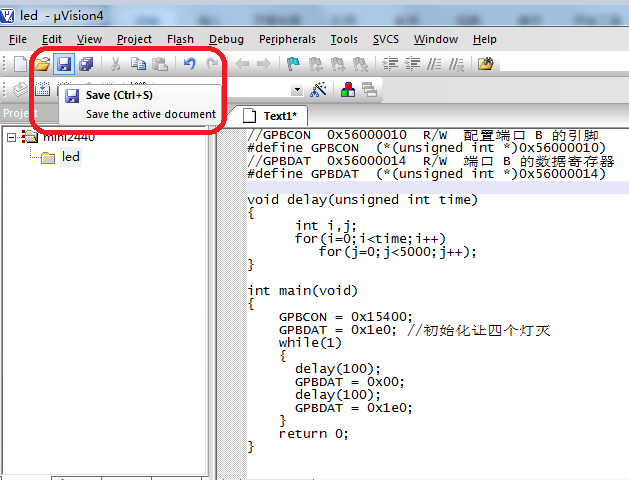 led - µVision4
File Edit View Project Flash Debug Peripherals Tools SVCS Window Help
Save (Ctrl+S)
Save the active document
Project
mini2440
led
Text1*
//GPBCON 0x56000010 R/W 配置端口 B 的引脚
#define GPBCON (*(unsigned int *)0x56000010)
//GPBDAT 0x56000014 R/W 端口 B 的数据寄存器
#define GPBDAT (*(unsigned int *)0x56000014)
void delay(unsigned int time)
{
int i,j;
for(i=0;i<time;i++)
for(j=0;j<5000;j++);
}
int main(void)
{
GPBCON = 0x15400;
GPBDAT = 0x1e0; //初始化让四个灯灭
while(1)
{
delay(100);
GPBDAT = 0x00;
delay(100);
GPBDAT = 0x1e0;
}
return 0;
}